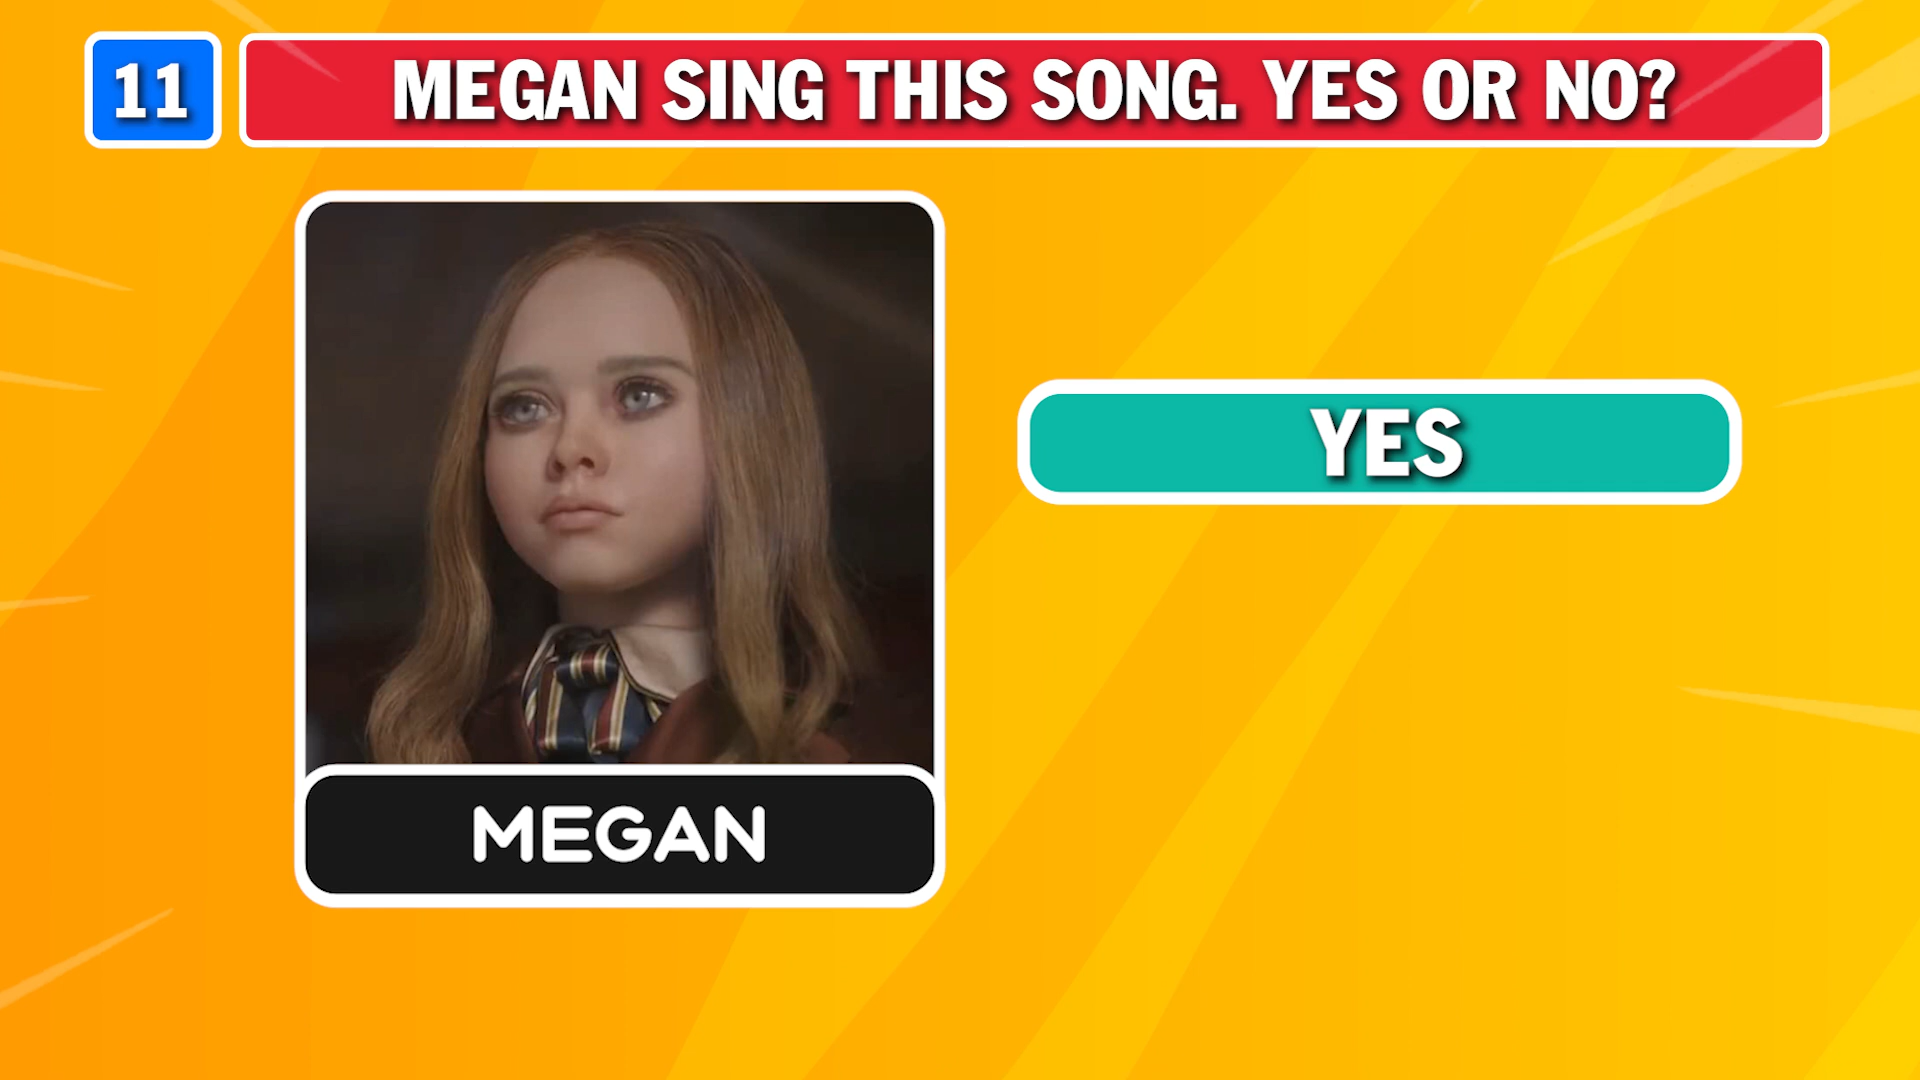 11
MEGAN SING THIS SONG. YES OR NO?
YES
MEGAN